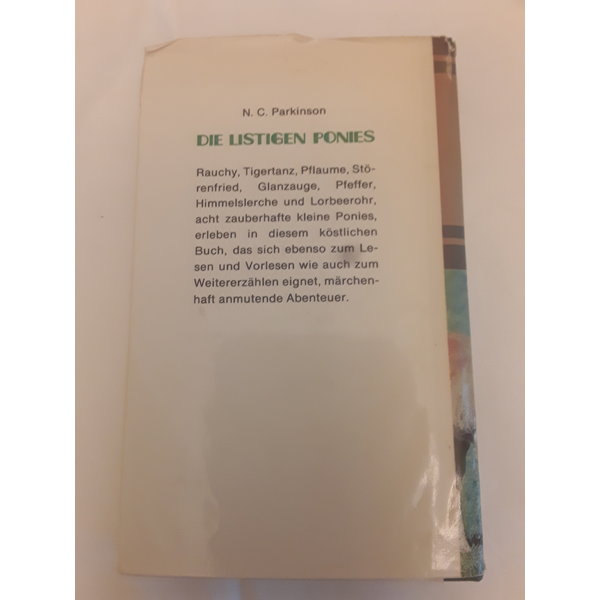 N. C. Parkinson
DIE LISTIGEN PONIES
Rauchy, Tigertanz, Pflaume, Stö-
renfried, Glanzauge, Pfeffer,
Himmelslerche und Lorbeerohr,
acht zauberhafte kleine Ponies,
erleben in diesem köstlichen
Buch, das sich ebenso zum Le-
sen und Vorlesen wie auch zum
Weitererzählen eignet, märchen-
haft anmutende Abenteuer.